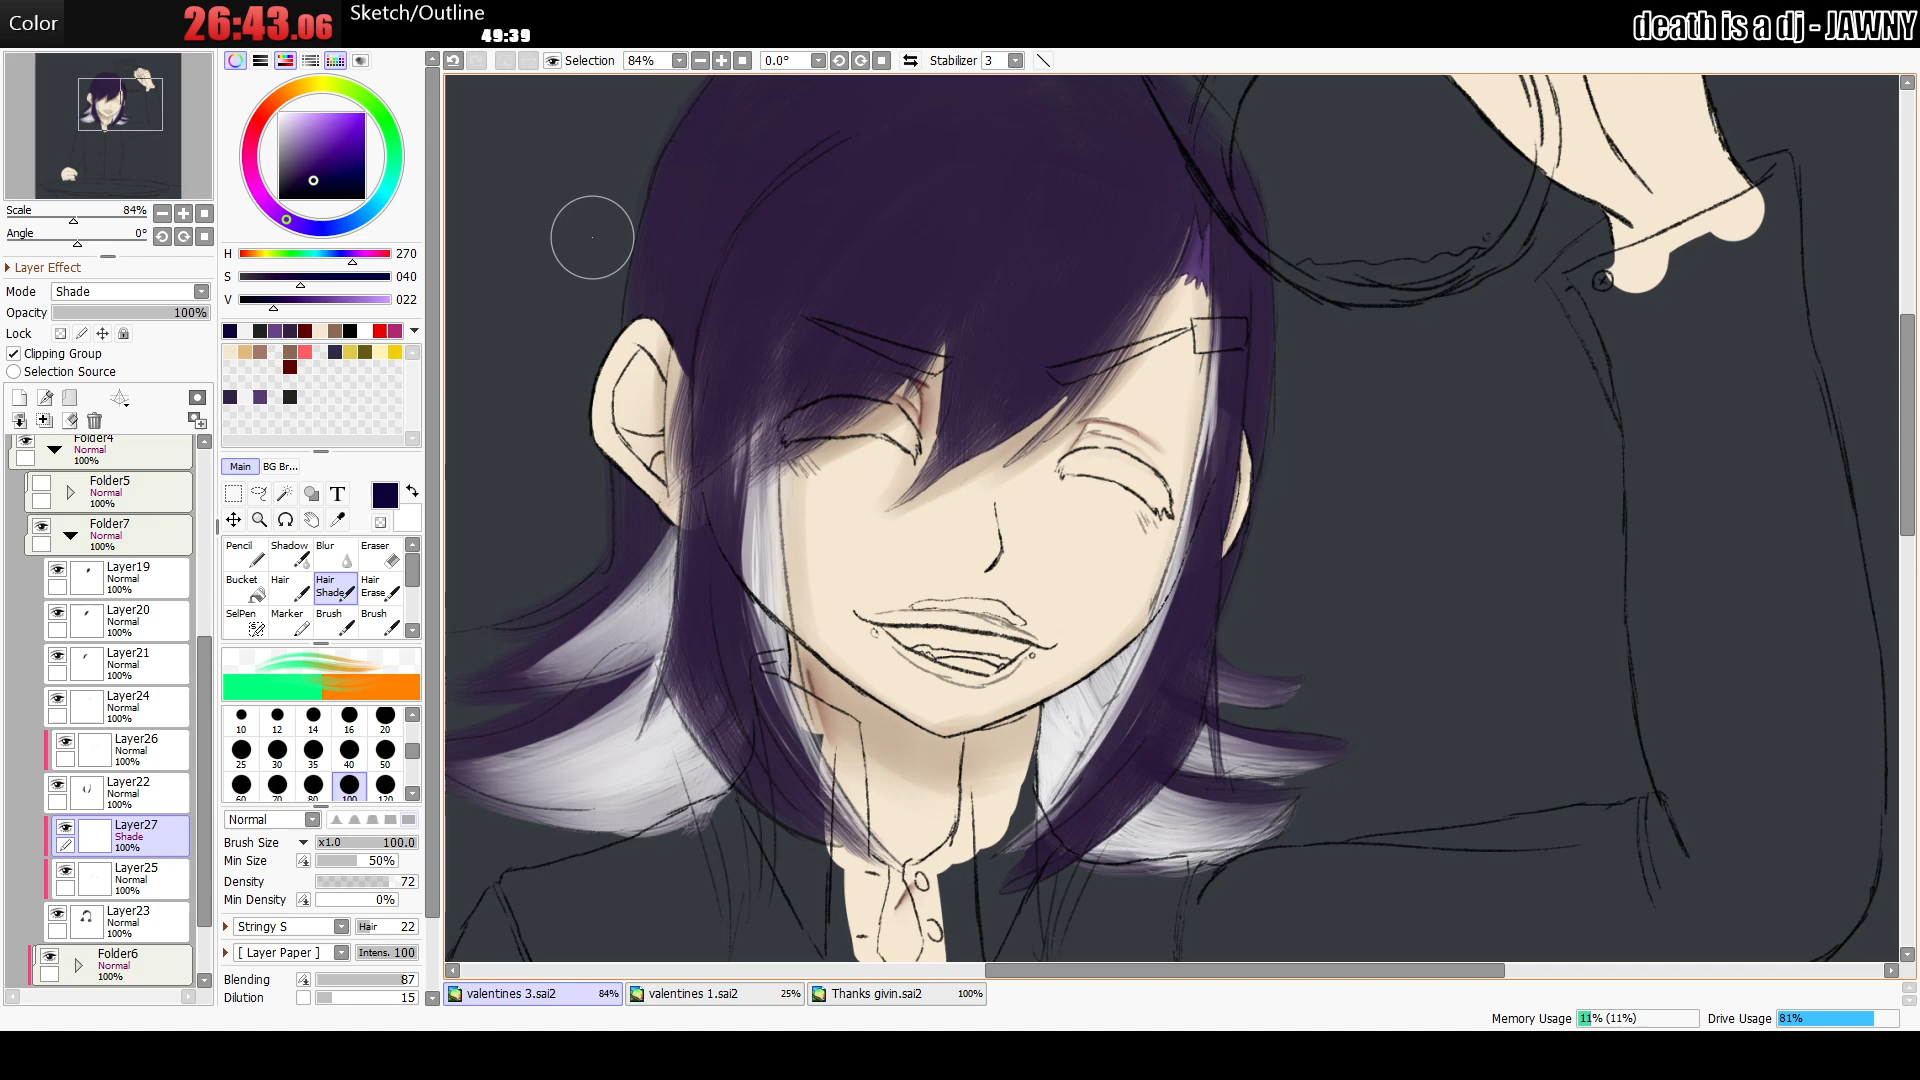 Color
26:43.06
Sketch/Outline
49:39
death is a dj - JAWNY
Selection
84%
0.0°
Stabilizer 3
Scale 84%
Angle 0°
Layer Effect
Mode Shade
Opacity 100%
Lock
Clipping Group
Selection Source
Folder4
Normal
100%
Folder5
Normal
100%
Folder7
Normal
100%
Layer19
Normal
100%
Layer20
Normal
100%
Layer21
Normal
100%
Layer24
Normal
100%
Layer26
Normal
100%
Layer22
Normal
100%
Layer27
Shade
100%
Layer25
Normal
100%
Layer23
Normal
100%
Folder6
Normal
100%
H 270
S 040
V 022
Main BG Br...
T
Pencil Shadow Blur Eraser
Bucket Hair Hair Shade Hair Erase
SelPen Marker Brush Brush
10 12 14 16 20
25 30 35 40 50
60 70 80 100 120
Normal
Brush Size x1.0 100.0
Min Size 50%
Density 72
Min Density 0%
Stringy S Hair 22
[ Layer Paper ] Intens. 100
Blending 87
Dilution 15
valentines 3.sai2 84%
valentines 1.sai2 25%
Thanks givin.sai2 100%
Memory Usage 11% (11%)
Drive Usage 81%